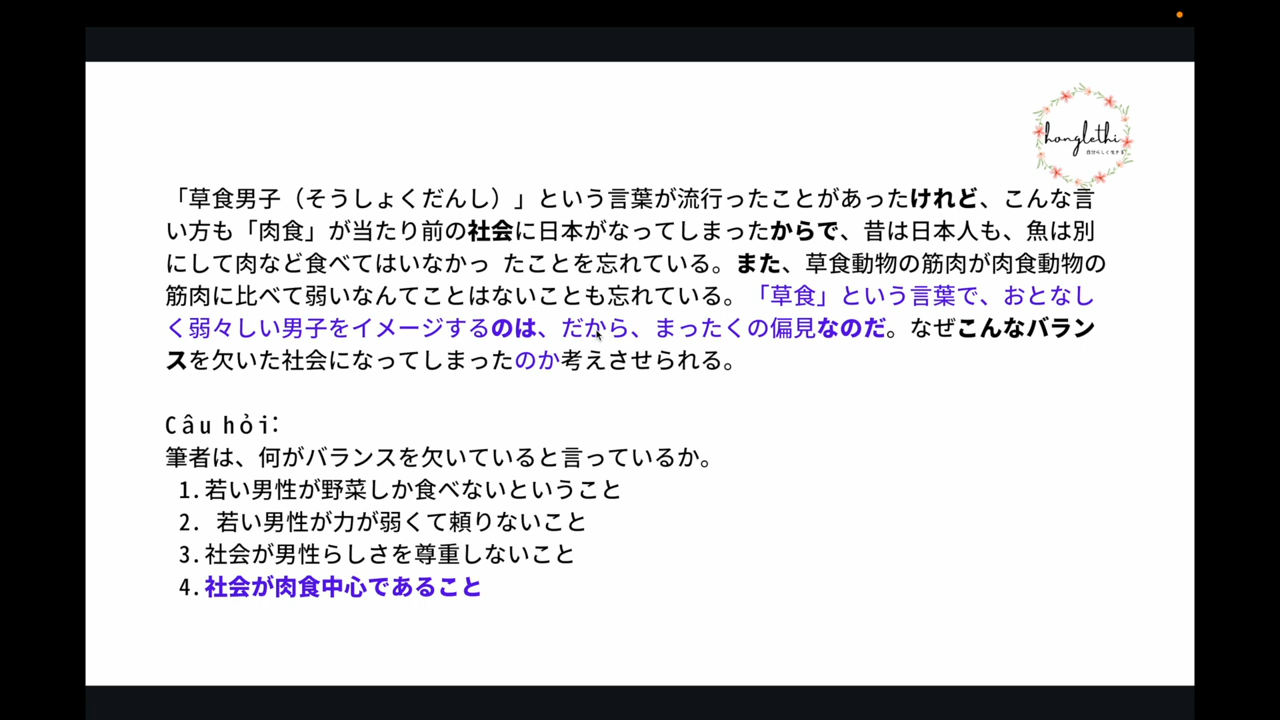 honglethi
自分らしく生きる
「草食男子（そうしょくだんし）」という言葉が流行ったことがあったけれど、こんな言
い方も「肉食」が当たり前の社会に日本がなってしまったからで、昔は日本人も、魚は別
にして肉など食べてはいなかっ たことを忘れている。また、草食動物の筋肉が肉食動物の
筋肉に比べて弱いなんてことはないことも忘れている。「草食」という言葉で、おとなし
く弱々しい男子をイメージするのは、だから、まったくの偏見なのだ。なぜこんなバラン
スを欠いた社会になってしまったのか考えさせられる。
Câu hỏi:
筆者は、何がバランスを欠いていると言っているか。
1.若い男性が野菜しか食べないということ
2. 若い男性が力が弱くて頼りないこと
3.社会が男性らしさを尊重しないこと
4.社会が肉食中心であること